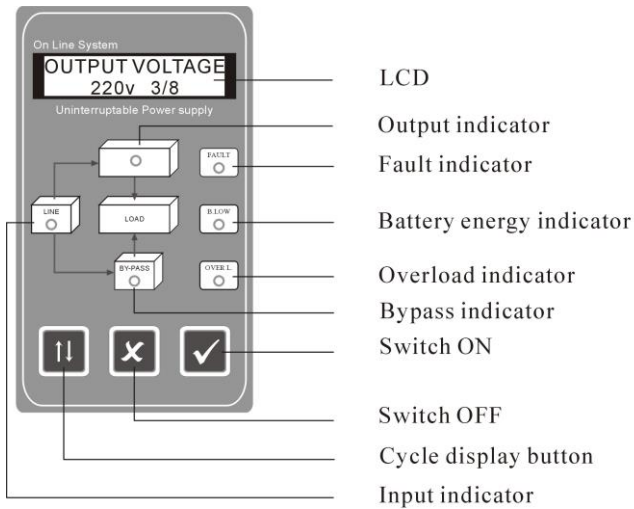 On Line System
OUTPUT VOLTAGE
220v 3/8
Uninterruptable Power supply
FAULT
LINE
LOAD
B.LOW
BY-PASS
OVER L.
LCD
Output indicator
Fault indicator
Battery energy indicator
Overload indicator
Bypass indicator
Switch ON
Switch OFF
Cycle display button
Input indicator